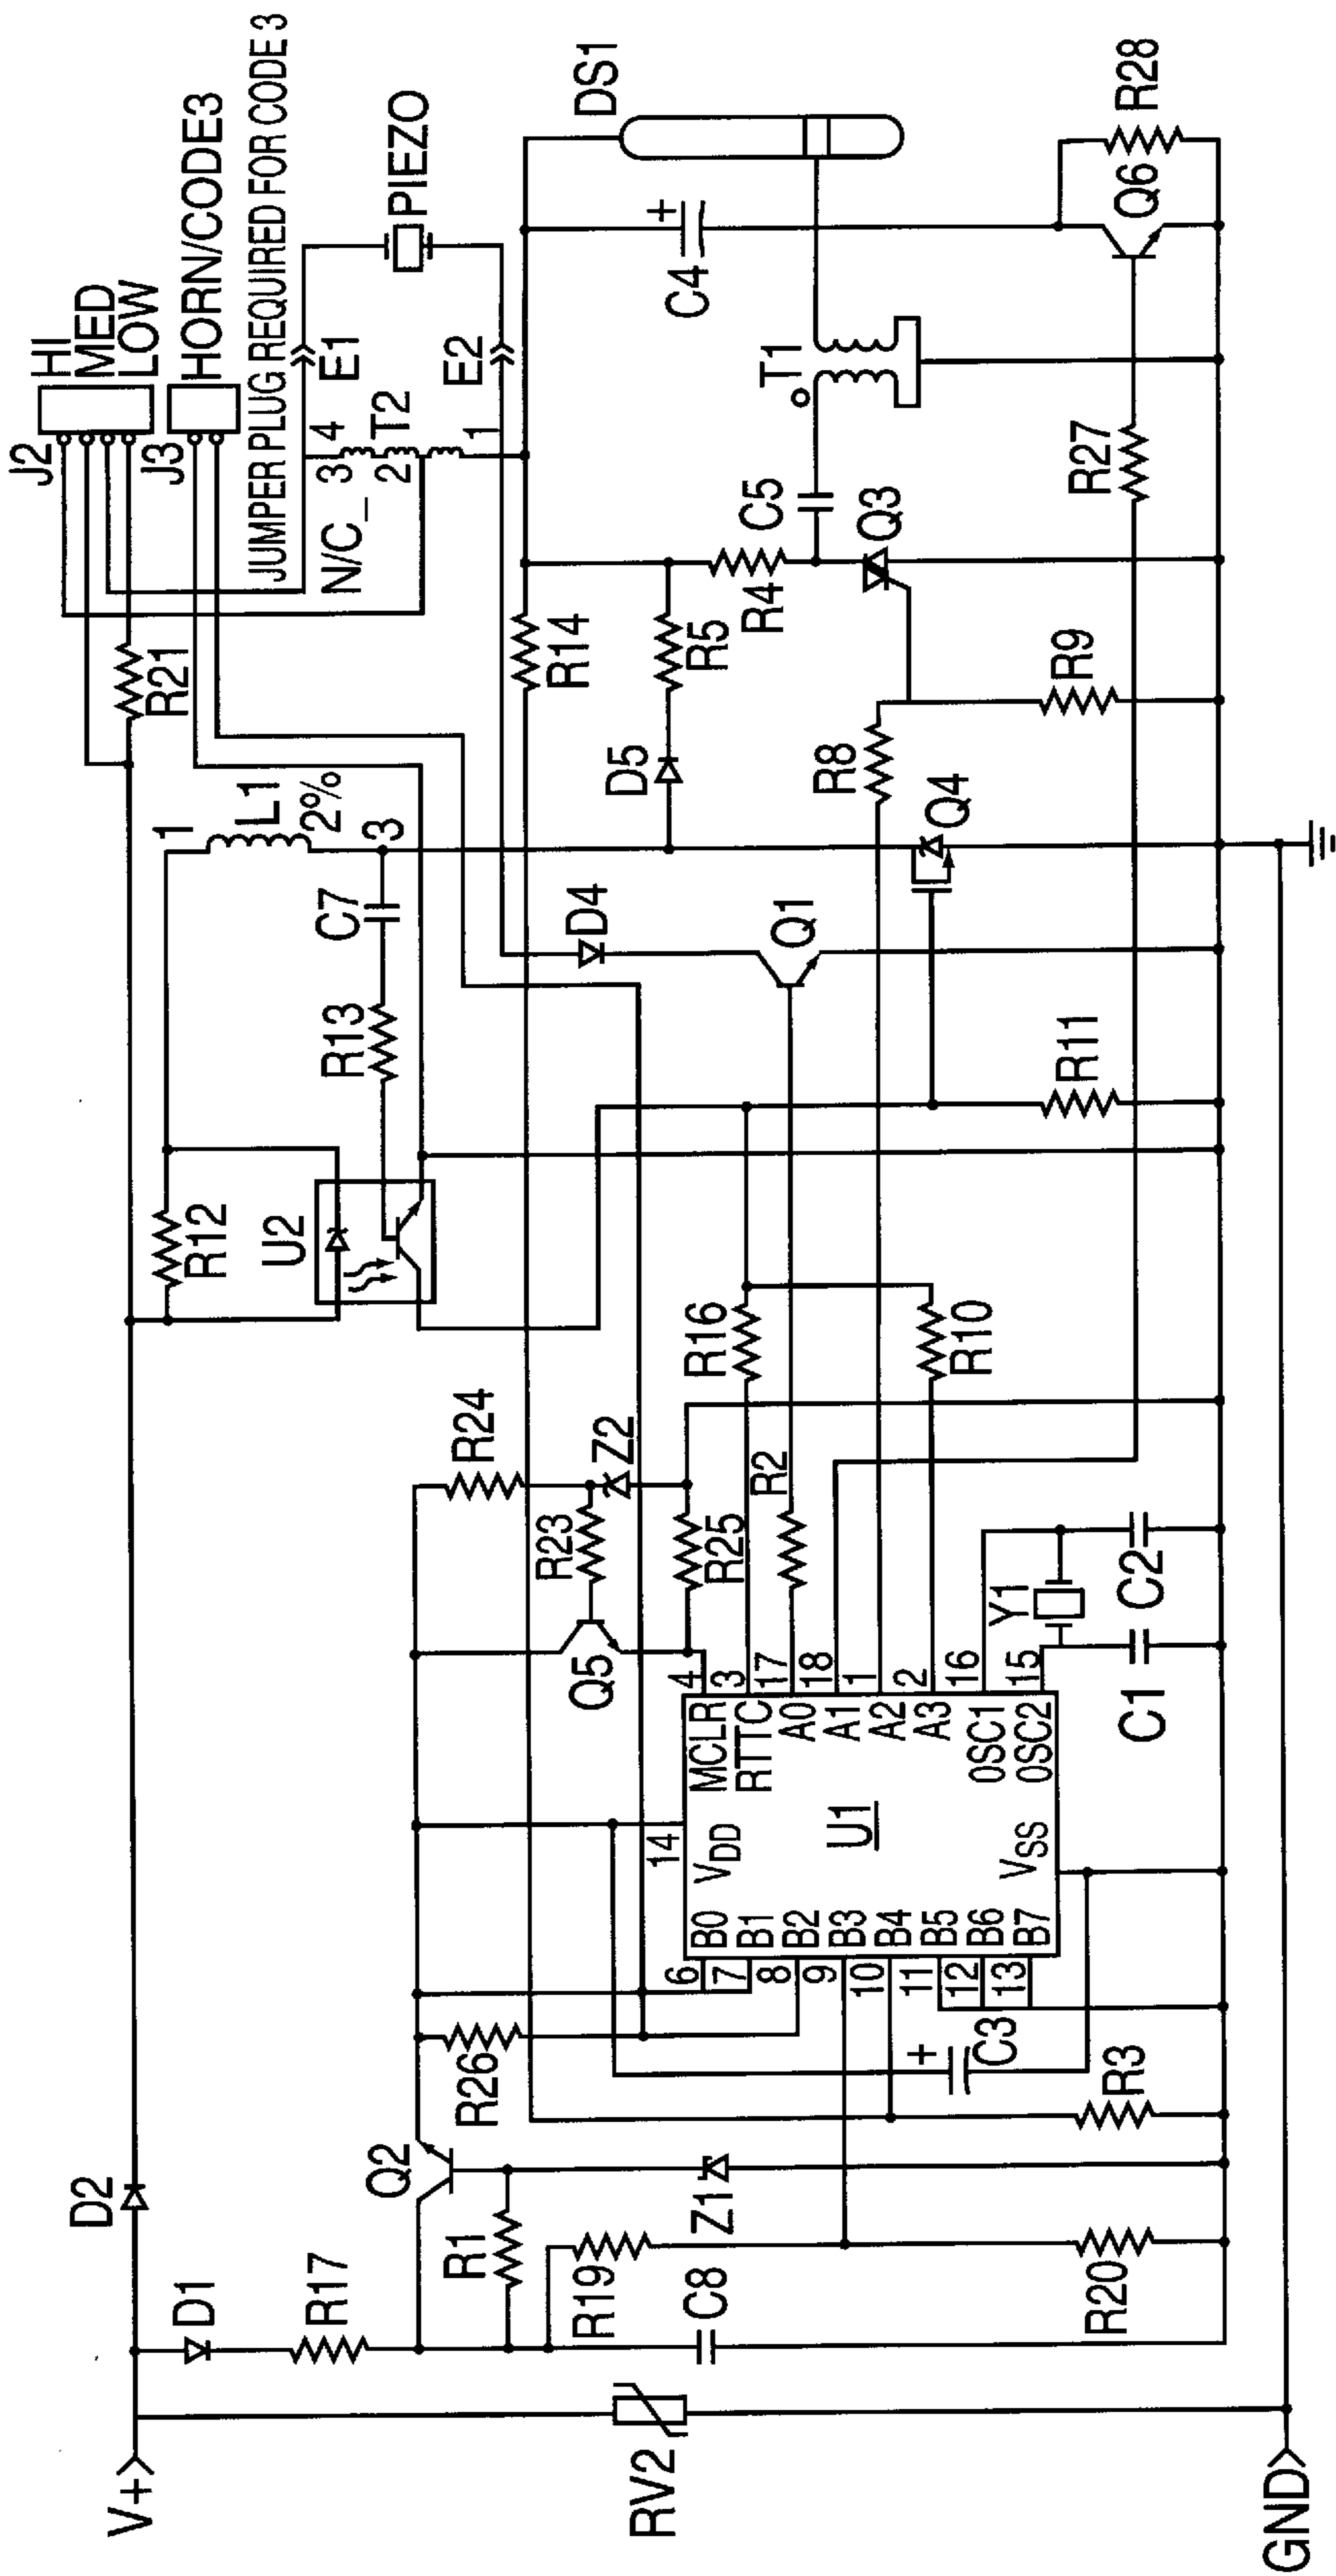 V+
GND
RV2
D1
D2
R17
C8
R1
R19
R20
Q2
Z1
R26
C3
R3
U1
14
VDD
VSS
6
7
8
9
10
11
12
13
B0
B1
B2
B3
B4
B5
B6
B7
MCLR
RTTC
A0
A1
A2
A3
OSC1
OSC2
4
3
17
18
1
2
16
15
Q5
R23
R24
Z2
R25
R2
Y1
C1
C2
R16
R10
R12
U2
R13
C7
1
L1
2%
3
R11
Q1
D4
Q4
D5
R8
R9
R5
R14
R21
R4
C5
Q3
J2
HI
MED
LOW
J3
HORN/CODE3
JUMPER PLUG REQUIRED FOR CODE 3
N/C_
3
4
2
T2
1
E1
E2
PIEZO
T1
C4
DS1
R27
Q6
R28